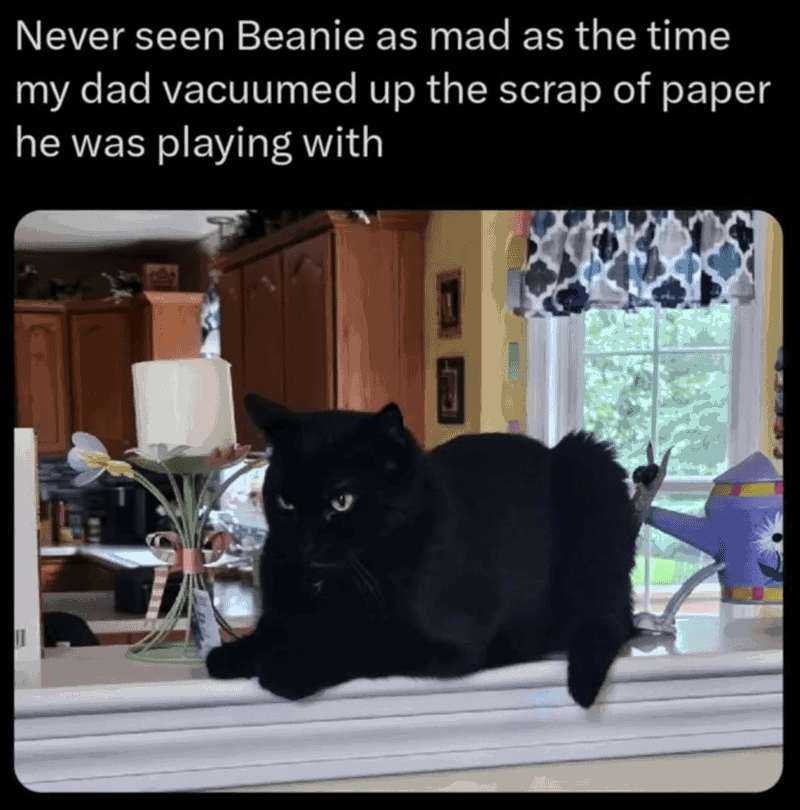 Never seen Beanie as mad as the time
my dad vacuumed up the scrap of paper
he was playing with